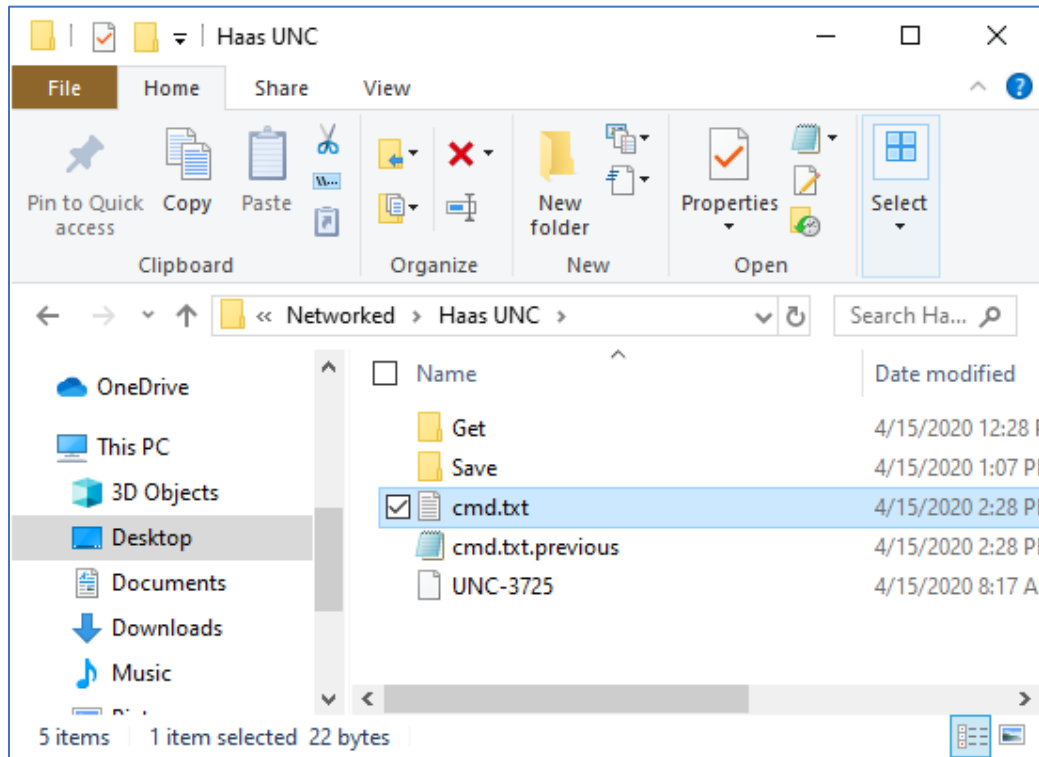 Haas UNC
File Home Share View
Pin to Quick access Copy Paste New folder Properties Select
Clipboard Organize New Open
« Networked > Haas UNC > Search Ha...
Name Date modified
OneDrive
This PC
3D Objects
Desktop
Documents
Downloads
Music
Get 4/15/2020 12:28 P
Save 4/15/2020 1:07 P
cmd.txt 4/15/2020 2:28 P
cmd.txt.previous 4/15/2020 2:28 P
UNC-3725 4/15/2020 8:17 A
5 items 1 item selected 22 bytes